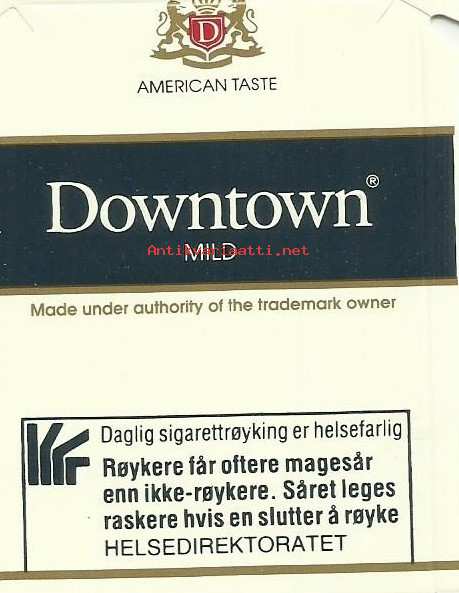 D
AMERICAN TASTE
Downtown®
MILD
Antikvariaatti.net
Made under authority of the trademark owner
Daglig sigarettrøyking er helsefarlig
Røykere får oftere magesår
enn ikke-røykere. Såret leges
raskere hvis en slutter å røyke
HELSEDIREKTORATET